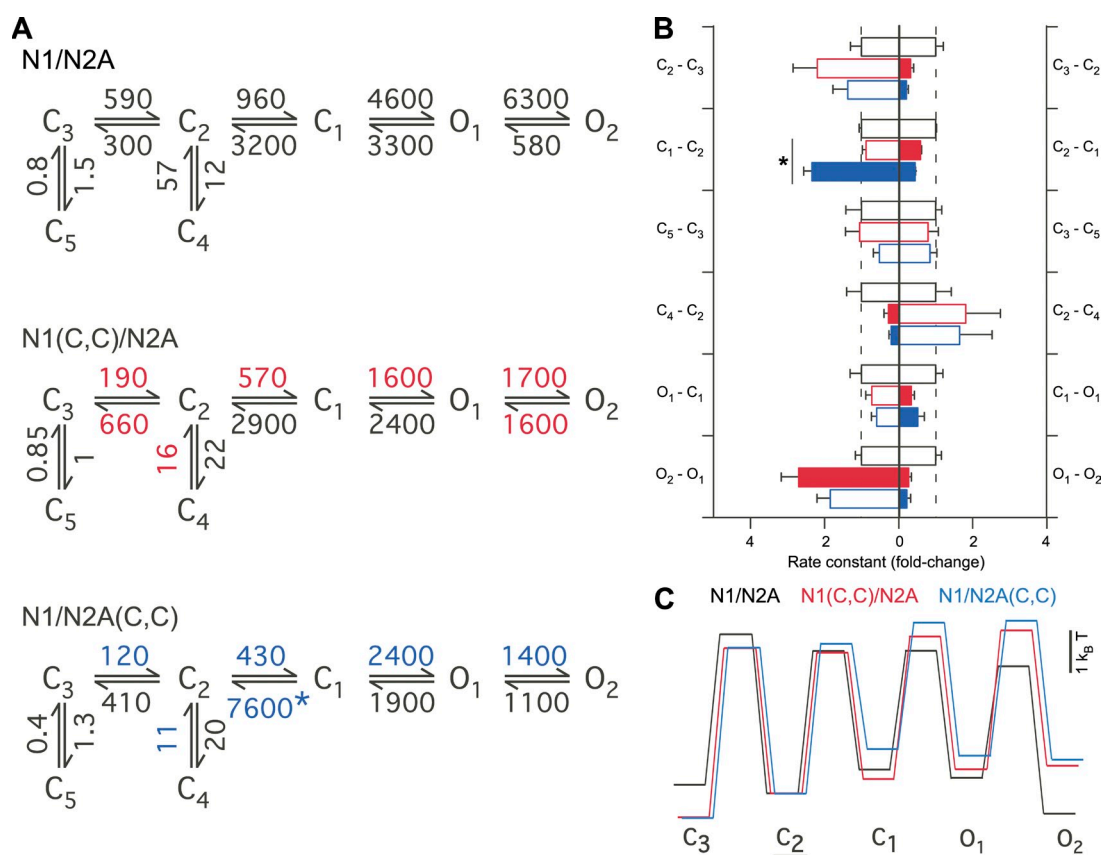 A
N1/N2A
590 960 4600 6300
C3 C2 C1 O1 O2
300 3200 3300 580
0.8 1.5 57 12
C5 C4
N1(C,C)/N2A
190 570 1600 1700
C3 C2 C1 O1 O2
660 2900 2400 1600
0.85 1 16 22
C5 C4
N1/N2A(C,C)
120 430 2400 1400
C3 C2 C1 O1 O2
410 7600* 1900 1100
0.4 1.3 11 20
C5 C4
B
C2 - C3 C3 - C2
C1 - C2 C2 - C1
*
C5 - C3 C3 - C5
C4 - C2 C2 - C4
O1 - C1 C1 - O1
O2 - O1 O1 - O2
4 2 0 2 4
Rate constant (fold-change)
C
N1/N2A N1(C,C)/N2A N1/N2A(C,C)
1 kBT
C3 C2 C1 O1 O2